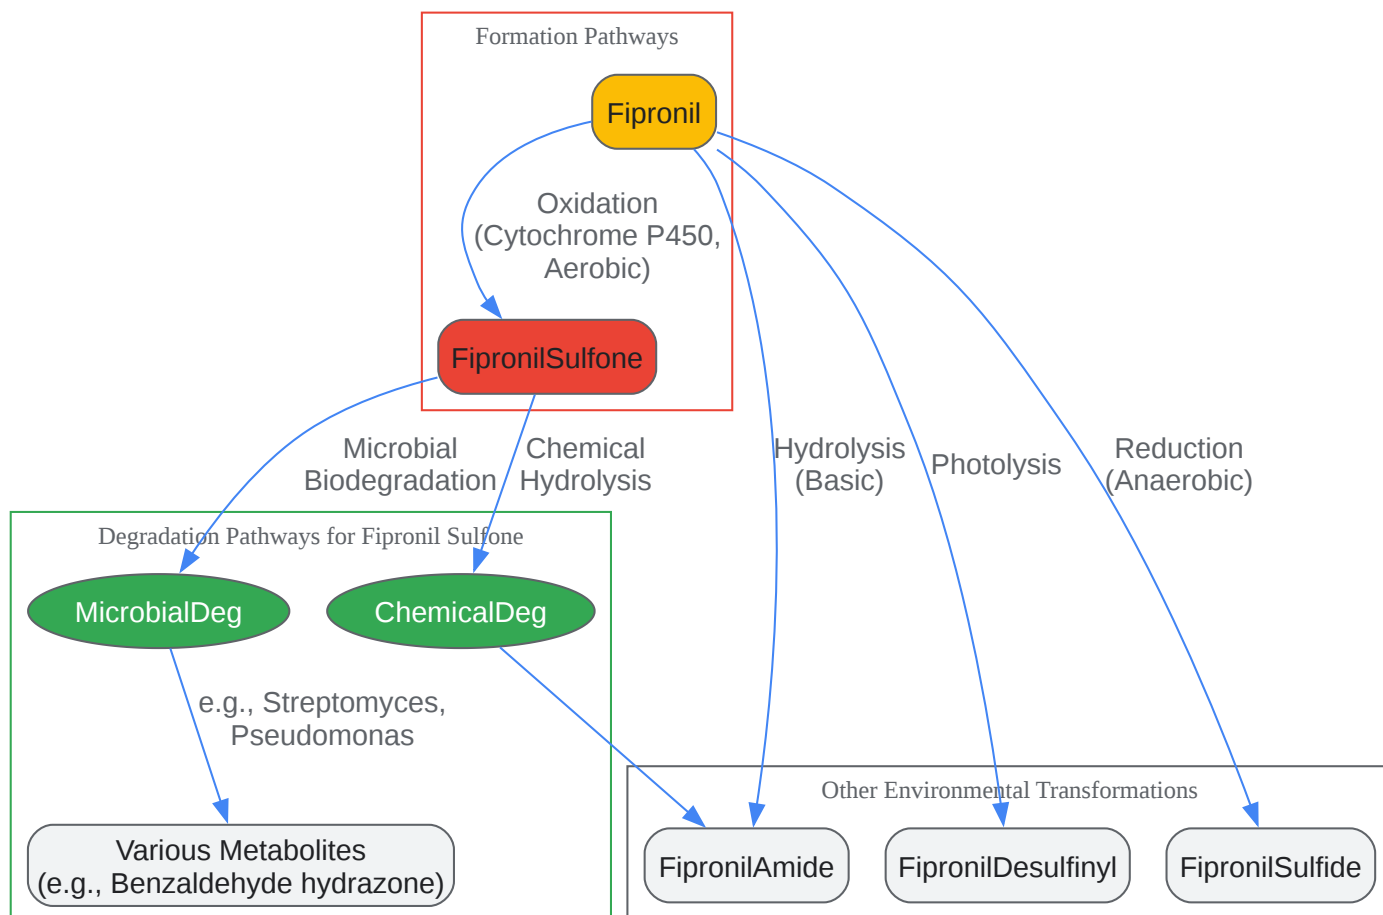 Formation Pathways
Fipronil
Oxidation
(Cytochrome P450,
Aerobic)
FipronilSulfone
Microbial
Biodegradation
Chemical
Hydrolysis
Hydrolysis
(Basic)
Photolysis
Reduction
(Anaerobic)
Degradation Pathways for Fipronil Sulfone
MicrobialDeg
ChemicalDeg
e.g., Streptomyces,
Pseudomonas
Other Environmental Transformations
Various Metabolites
(e.g., Benzaldehyde hydrazone)
FipronilAmide
FipronilDesulfinyl
FipronilSulfide